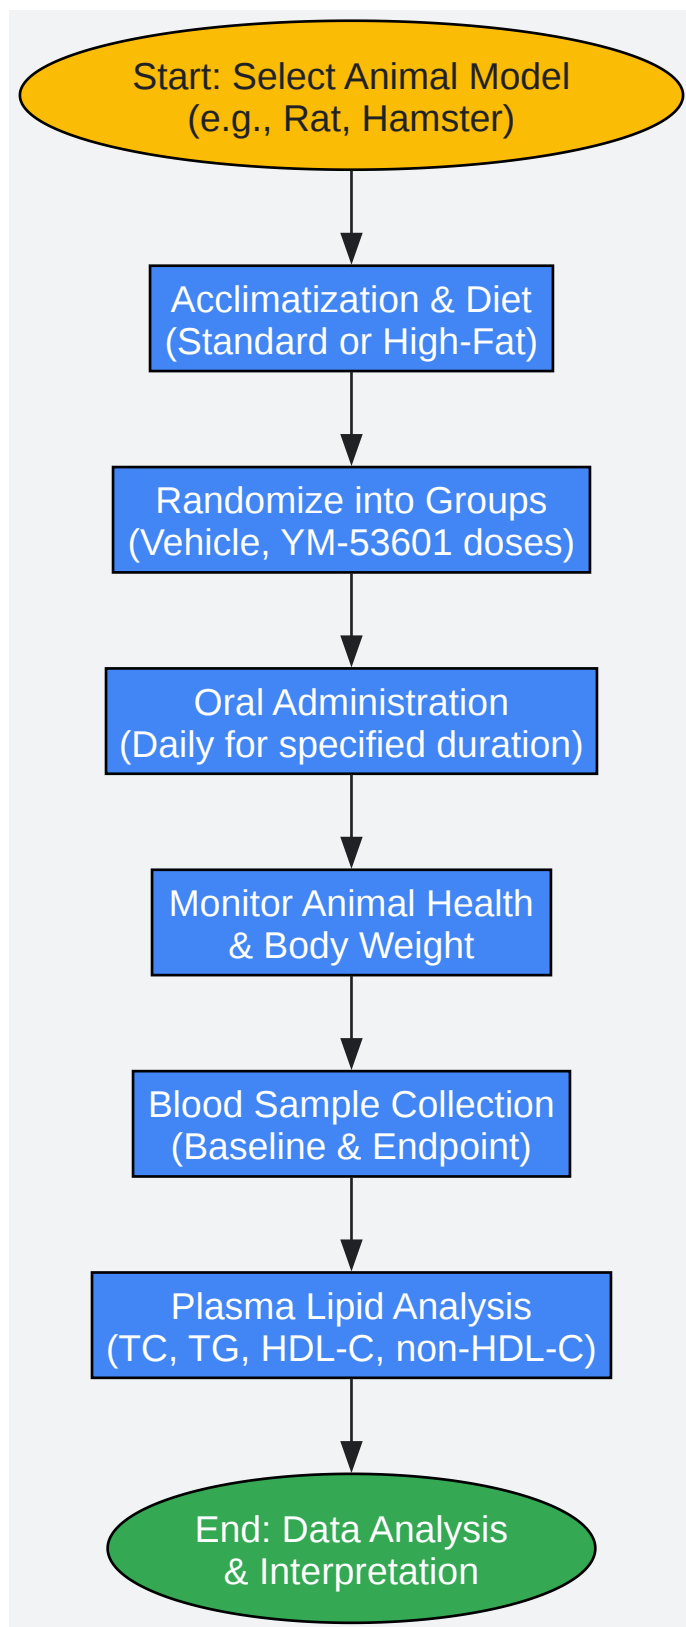 Start: Select Animal Model
(e.g., Rat, Hamster)
Acclimatization & Diet
(Standard or High-Fat)
Randomize into Groups
(Vehicle, YM-53601 doses)
Oral Administration
(Daily for specified duration)
Monitor Animal Health
& Body Weight
Blood Sample Collection
(Baseline & Endpoint)
Plasma Lipid Analysis
(TC, TG, HDL-C, non-HDL-C)
End: Data Analysis
& Interpretation